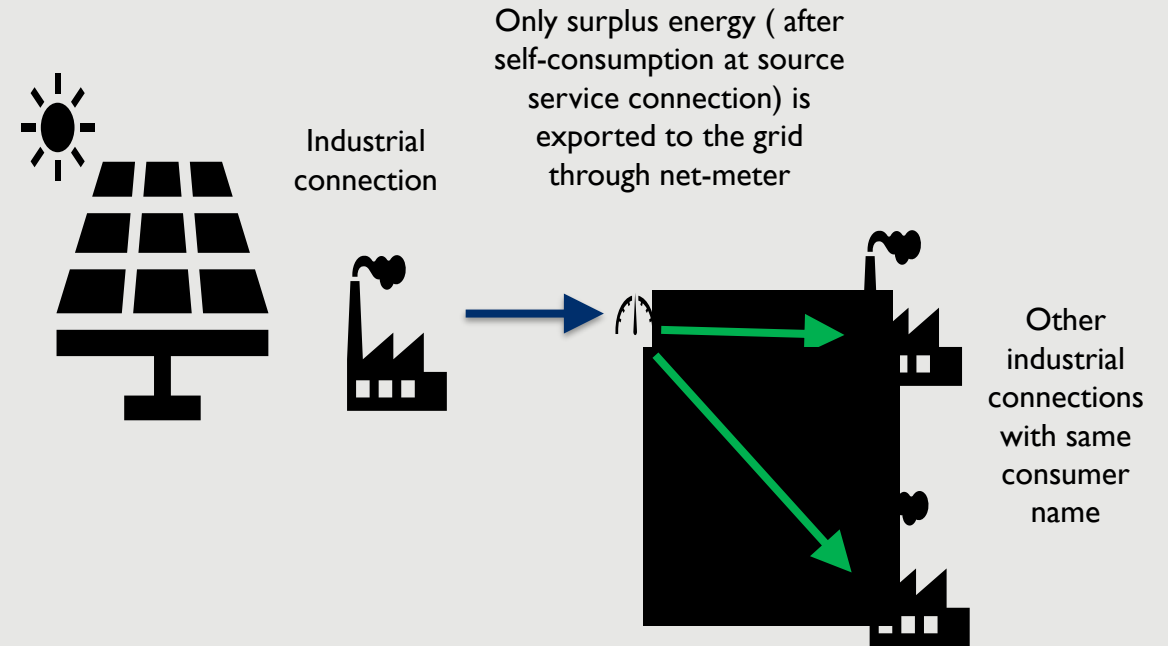 Only surplus energy ( after
self-consumption at source
service connection) is
exported to the grid
through net-meter
Industrial
connection
Other
industrial
connections
with same
consumer
name